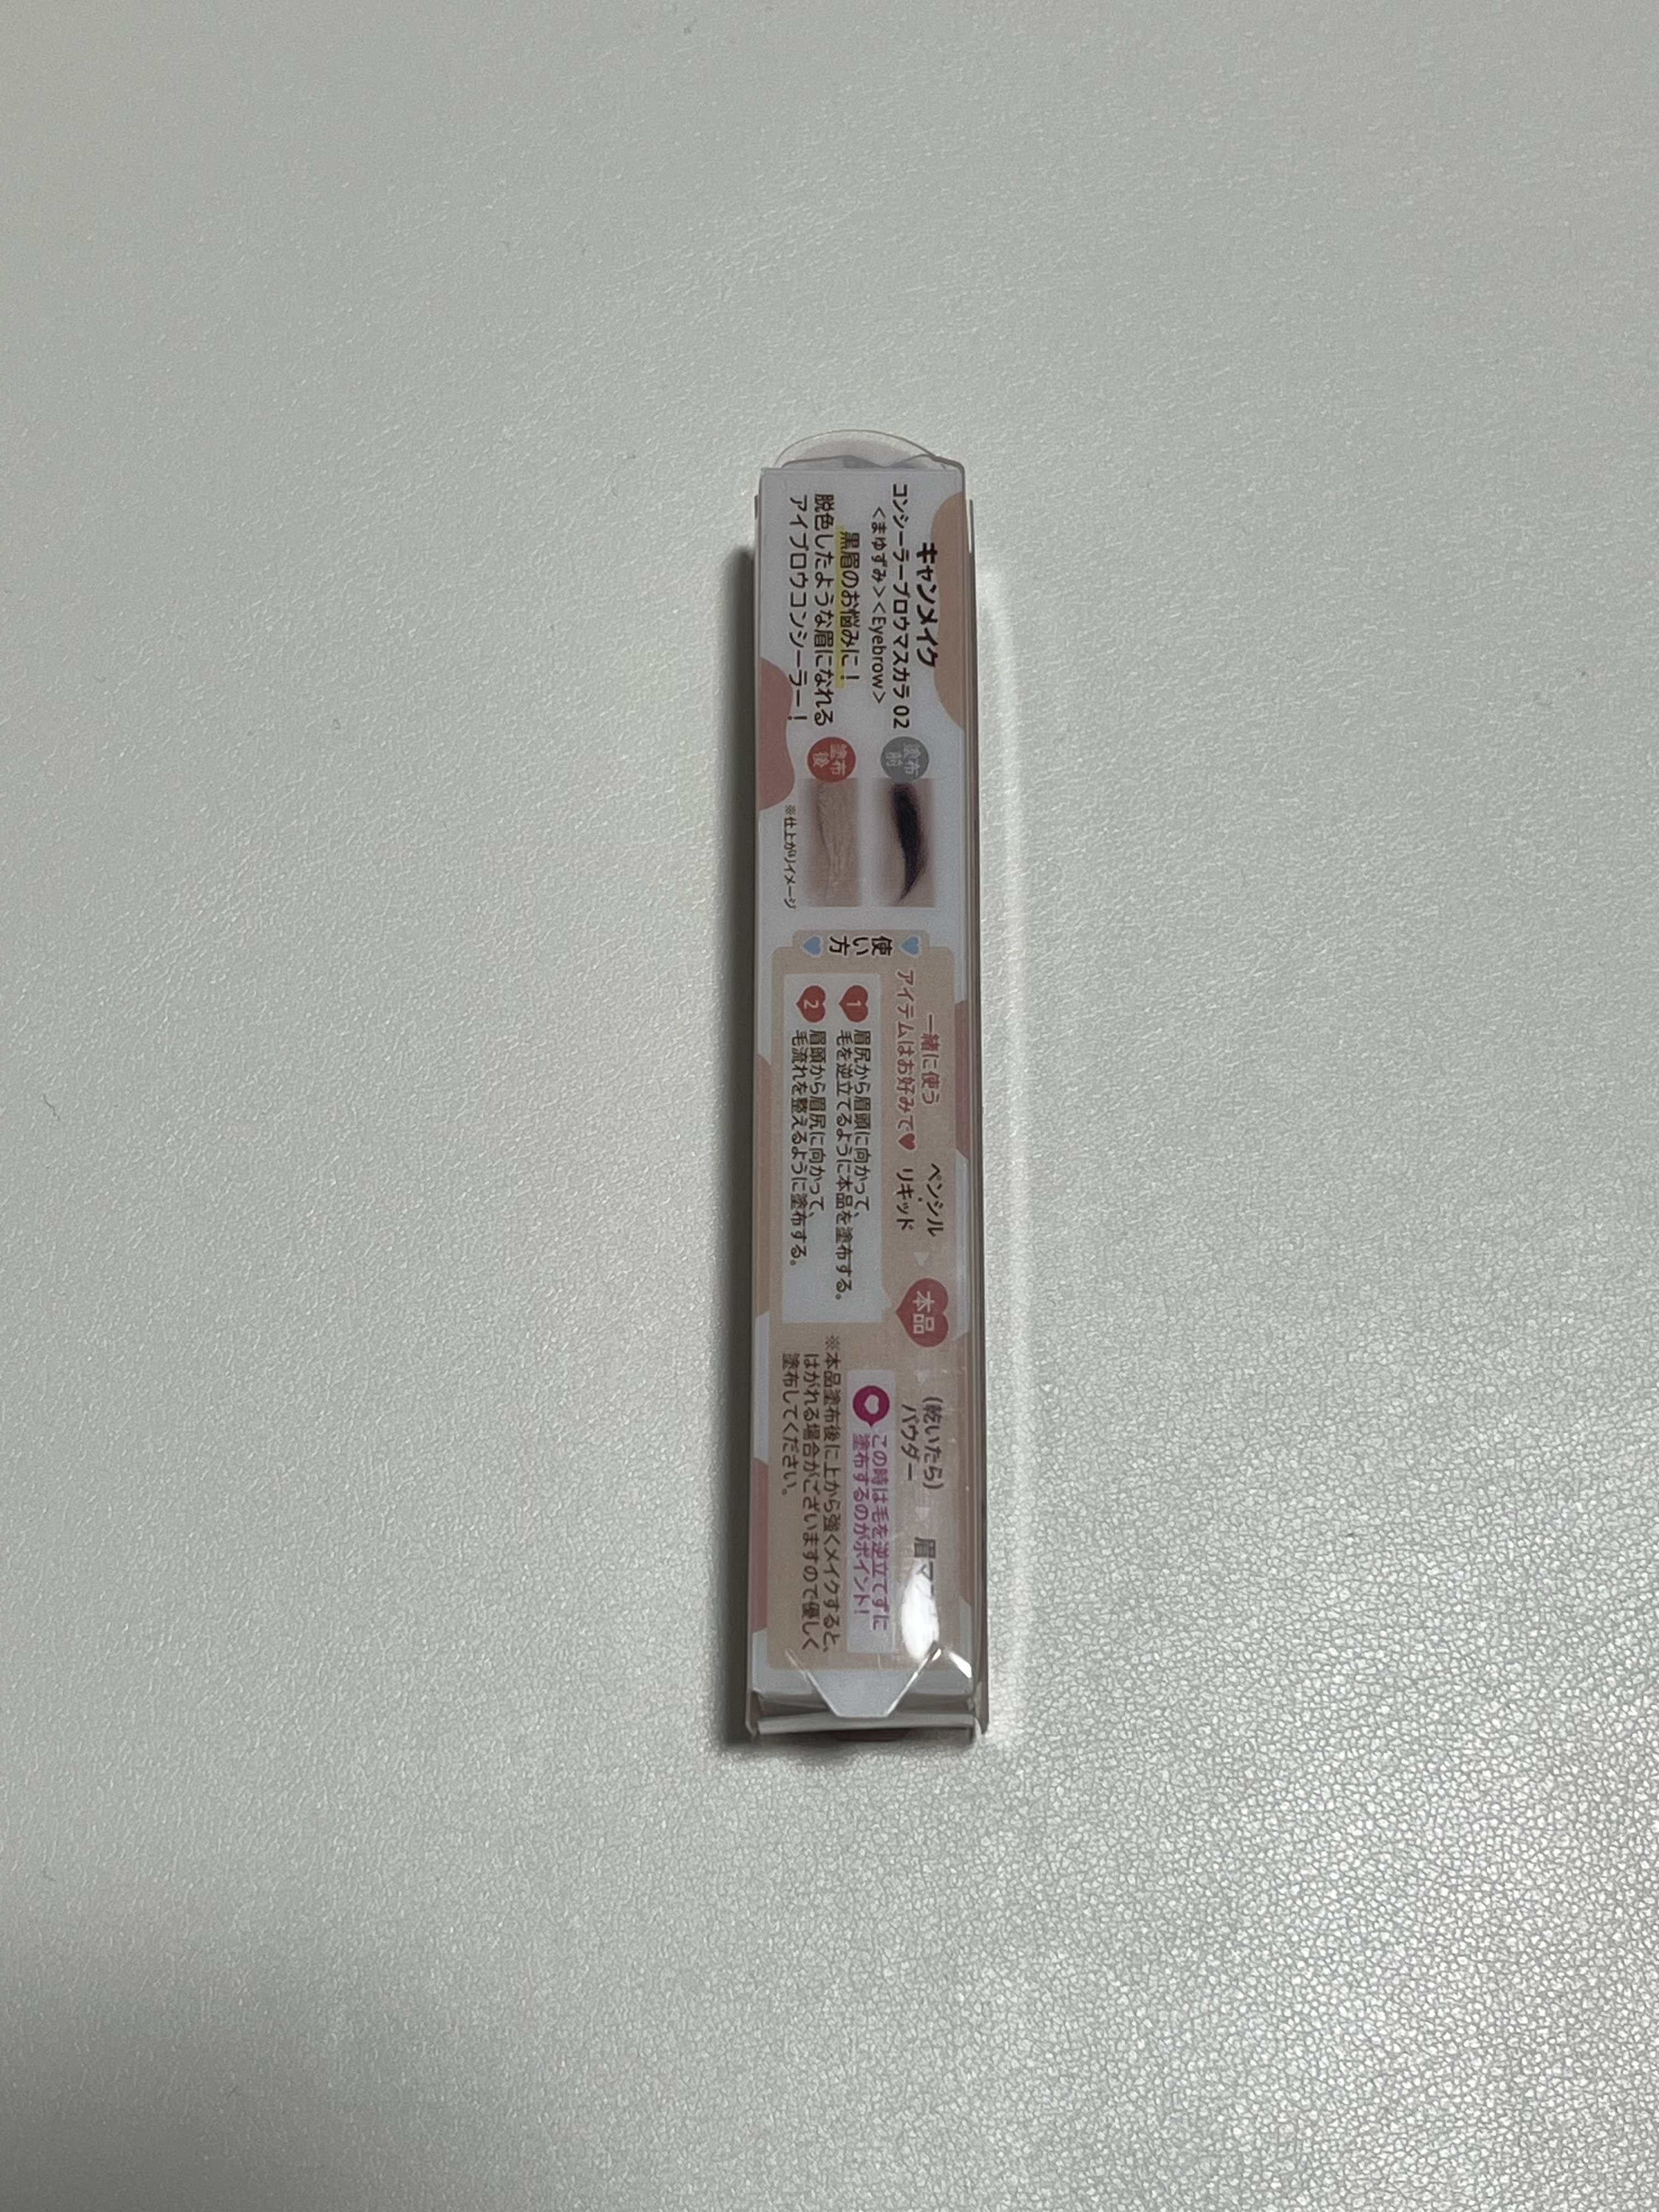 キャンメイク
コンシーラーブロウマスカラ 02
＜まゆずみ＞＜Eyebrow＞
黒眉のお悩みに！
脱色したような眉になれる
アイブロウコンシーラー！
塗布
前
塗布
後
※仕上がりイメージ
使い方
一緒に使う
アイテムはお好みで♥
ペンシル
・
リキッド
本品
(乾いたら)
パウダー
眉マ
1 眉尻から眉頭に向かって、
毛を逆立てるように本品を塗布する。
2 眉頭から眉尻に向かって、
毛流れを整えるように塗布する。
この時は毛を逆立てずに
塗布するのがポイント！
※本品塗布後に上から強くメイクすると、
はがれる場合がございますので優しく
塗布してください。